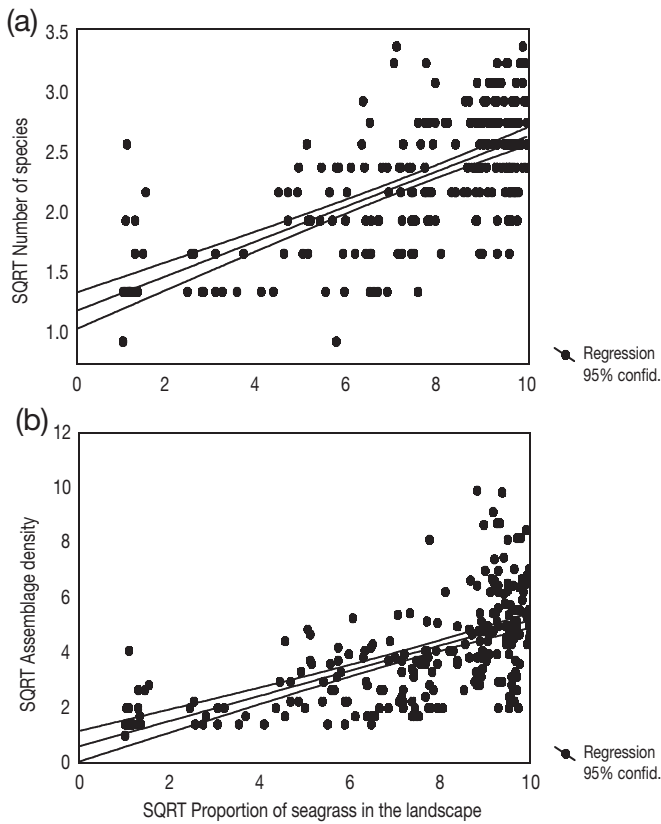 (a)
3.5
3.0
2.5
2.0
1.5
1.0
SQRT Number of species
0 2 4 6 8 10
Regression
95% confid.
(b)
12
10
8
6
4
2
0
SQRT Assemblage density
0 2 4 6 8 10
SQRT Proportion of seagrass in the landscape
Regression
95% confid.